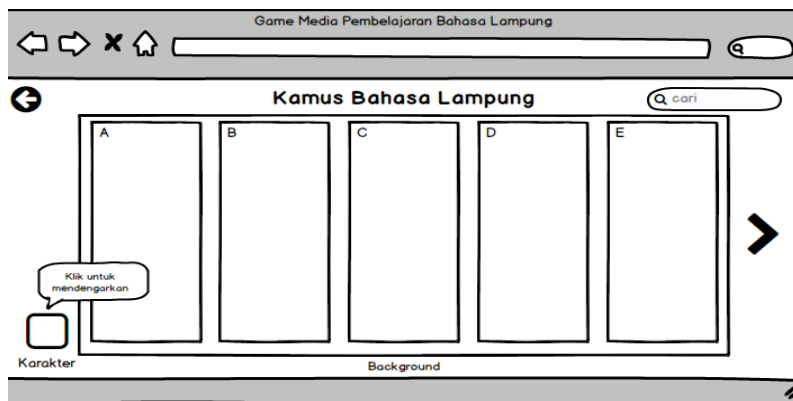 Game Media Pembelajaran Bahasa Lampung
Kamus Bahasa Lampung
cari
A
B
C
D
E
Klik untuk
mendengarkan
Karakter
Background